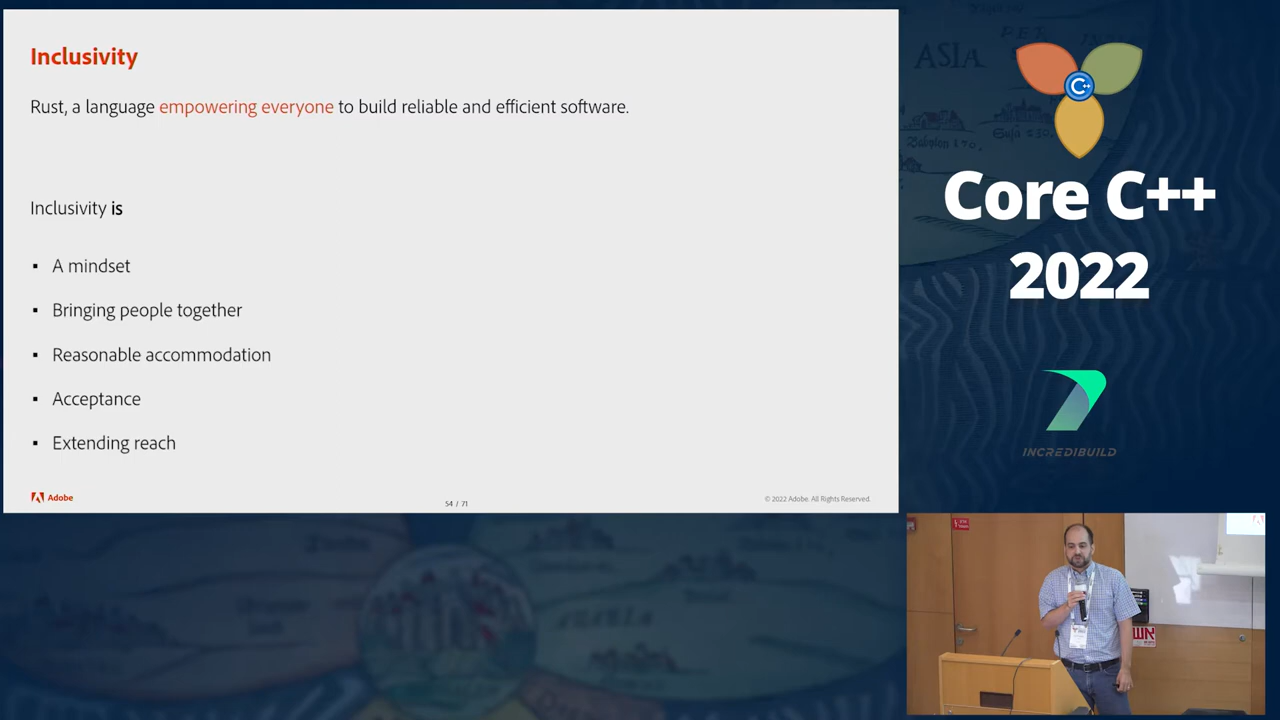 Inclusivity
Rust, a language empowering everyone to build reliable and efficient software.
Inclusivity is
▪ A mindset
▪ Bringing people together
▪ Reasonable accommodation
▪ Acceptance
▪ Extending reach
Adobe
54 / 71
© 2022 Adobe. All Rights Reserved.
ASIA
C++
Core C++
2022
INCREDIBUILD